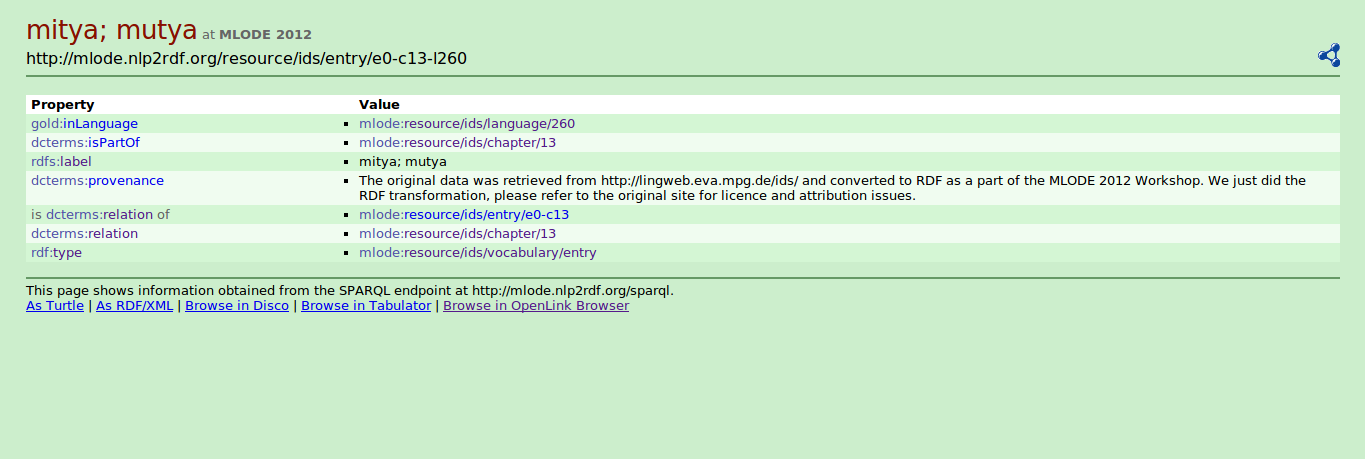 mitya; mutya at MLODE 2012
http://mlode.nlp2rdf.org/resource/ids/entry/e0-c13-l260
Property Value
gold:inLanguage ▪ mlode:resource/ids/language/260
dcterms:isPartOf ▪ mlode:resource/ids/chapter/13
rdfs:label ▪ mitya; mutya
dcterms:provenance ▪ The original data was retrieved from http://lingweb.eva.mpg.de/ids/ and converted to RDF as a part of the MLODE 2012 Workshop. We just did the
RDF transformation, please refer to the original site for licence and attribution issues.
is dcterms:relation of ▪ mlode:resource/ids/entry/e0-c13
dcterms:relation ▪ mlode:resource/ids/chapter/13
rdf:type ▪ mlode:resource/ids/vocabulary/entry
This page shows information obtained from the SPARQL endpoint at http://mlode.nlp2rdf.org/sparql.
As Turtle | As RDF/XML | Browse in Disco | Browse in Tabulator | Browse in OpenLink Browser